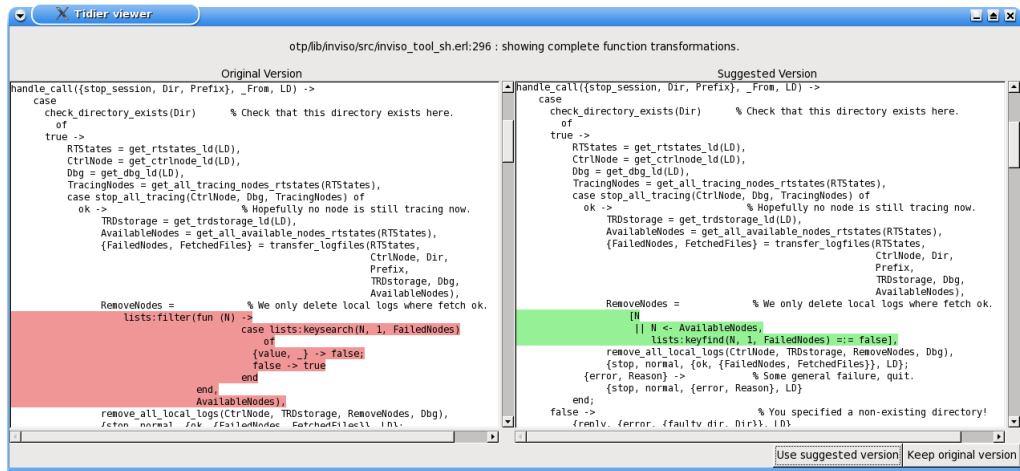 Tidier viewer
otp/lib/inviso/src/inviso_tool_sh.erl:296 : showing complete function transformations.
Original Version
handle_call({stop_session, Dir, Prefix}, _From, LD) ->
case
check_directory_exists(Dir) % Check that this directory exists here.
of
true ->
RTStates = get_rtstates_ld(LD),
CtrlNode = get_ctrlnode_ld(LD),
Dbg = get_dbg_ld(LD),
TracingNodes = get_all_tracing_nodes_rtstates(RTStates),
case stop_all_tracing(CtrlNode, Dbg, TracingNodes) of
ok -> % Hopefully no node is still tracing now.
TRDstorage = get_trdstorage_ld(LD),
AvailableNodes = get_all_available_nodes_rtstates(RTStates),
{FailedNodes, FetchedFiles} = transfer_logfiles(RTStates,
CtrlNode, Dir,
Prefix,
TRDstorage, Dbg,
AvailableNodes),
RemoveNodes = % We only delete local logs where fetch ok.
lists:filter(fun (N) ->
case lists:keysearch(N, 1, FailedNodes)
of
{value, _} -> false;
false -> true
end
end,
AvailableNodes),
remove_all_local_logs(CtrlNode, TRDstorage, RemoveNodes, Dbg),
{stop, normal, {ok, {FailedNodes, FetchedFiles}}, LD};
Suggested Version
handle_call({stop_session, Dir, Prefix}, _From, LD) ->
case
check_directory_exists(Dir) % Check that this directory exists here.
of
true ->
RTStates = get_rtstates_ld(LD),
CtrlNode = get_ctrlnode_ld(LD),
Dbg = get_dbg_ld(LD),
TracingNodes = get_all_tracing_nodes_rtstates(RTStates),
case stop_all_tracing(CtrlNode, Dbg, TracingNodes) of
ok -> % Hopefully no node is still tracing now.
TRDstorage = get_trdstorage_ld(LD),
AvailableNodes = get_all_available_nodes_rtstates(RTStates),
{FailedNodes, FetchedFiles} = transfer_logfiles(RTStates,
CtrlNode, Dir,
Prefix,
TRDstorage, Dbg,
AvailableNodes),
RemoveNodes = % We only delete local logs where fetch ok.
[N
|| N <- AvailableNodes,
lists:keyfind(N, 1, FailedNodes) =:= false],
remove_all_local_logs(CtrlNode, TRDstorage, RemoveNodes, Dbg),
{stop, normal, {ok, {FailedNodes, FetchedFiles}}, LD};
{error, Reason} -> % Some general failure, quit.
{stop, normal, {error, Reason}, LD}
end;
false -> % You specified a non-existing directory!
{reply, {error, {faulty_dir, Dir}}, LD}
Use suggested version
Keep original version